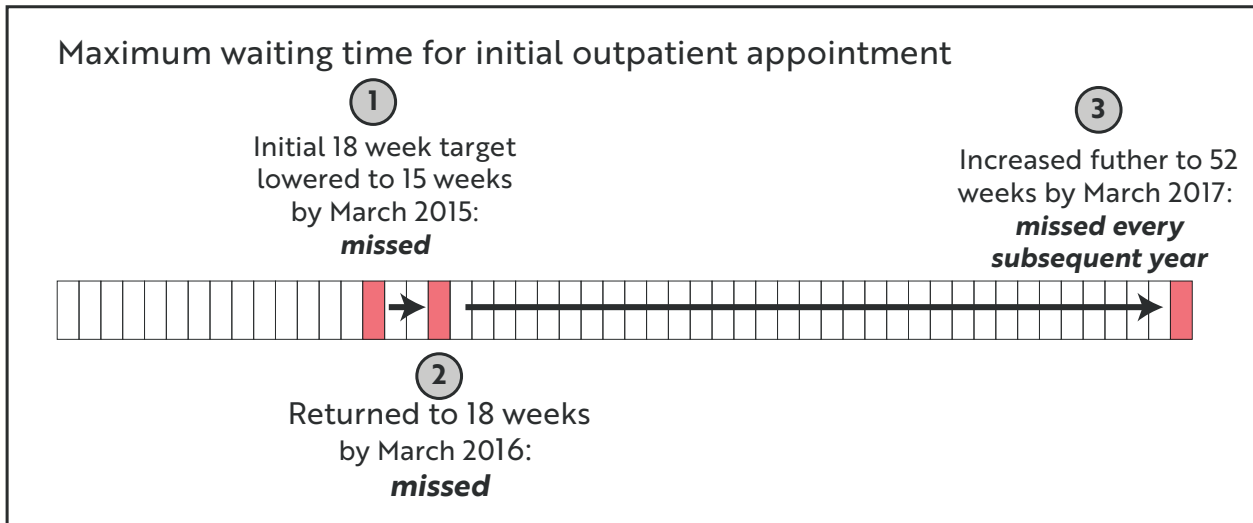 Maximum waiting time for initial outpatient appointment
1
Initial 18 week target
lowered to 15 weeks
by March 2015:
missed
2
Returned to 18 weeks
by March 2016:
missed
3
Increased futher to 52
weeks by March 2017:
missed every
subsequent year